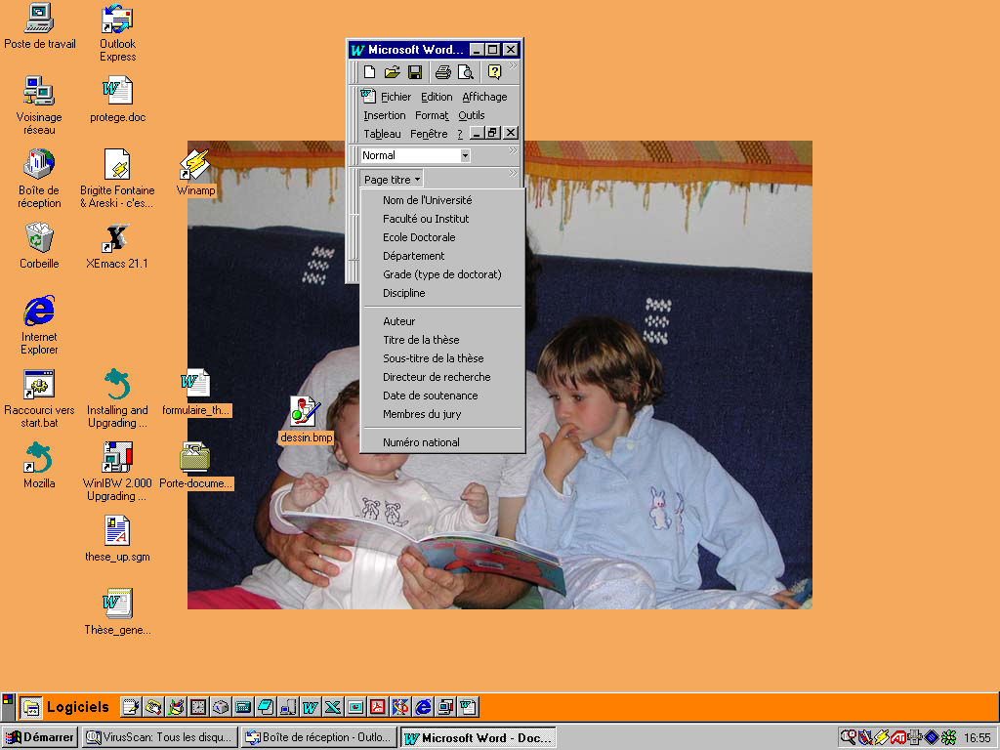 Poste de travail
Outlook
Express
Voisinage
réseau
protege.doc
Boîte de
réception
Brigitte Fontaine
& Areski - c'es...
Winamp
Corbeille
XEmacs 21.1
Internet
Explorer
Raccourci vers
start.bat
Installing and
Upgrading ...
formulaire_th...
dessin.bmp
Mozilla
WinIBW 2.000
Upgrading ...
Porte-docume...
these_up.sgm
Thèse_gene...
Microsoft Word...
Fichier Edition Affichage
Insertion Format Outils
Tableau Fenêtre ?
Normal
Page titre
Nom de l'Université
Faculté ou Institut
Ecole Doctorale
Département
Grade (type de doctorat)
Discipline
Auteur
Titre de la thèse
Sous-titre de la thèse
Directeur de recherche
Date de soutenance
Membres du jury
Numéro national
Logiciels
Démarrer
VirusScan: Tous les disqu...
Boîte de réception - Outlo...
Microsoft Word - Doc...
16:55